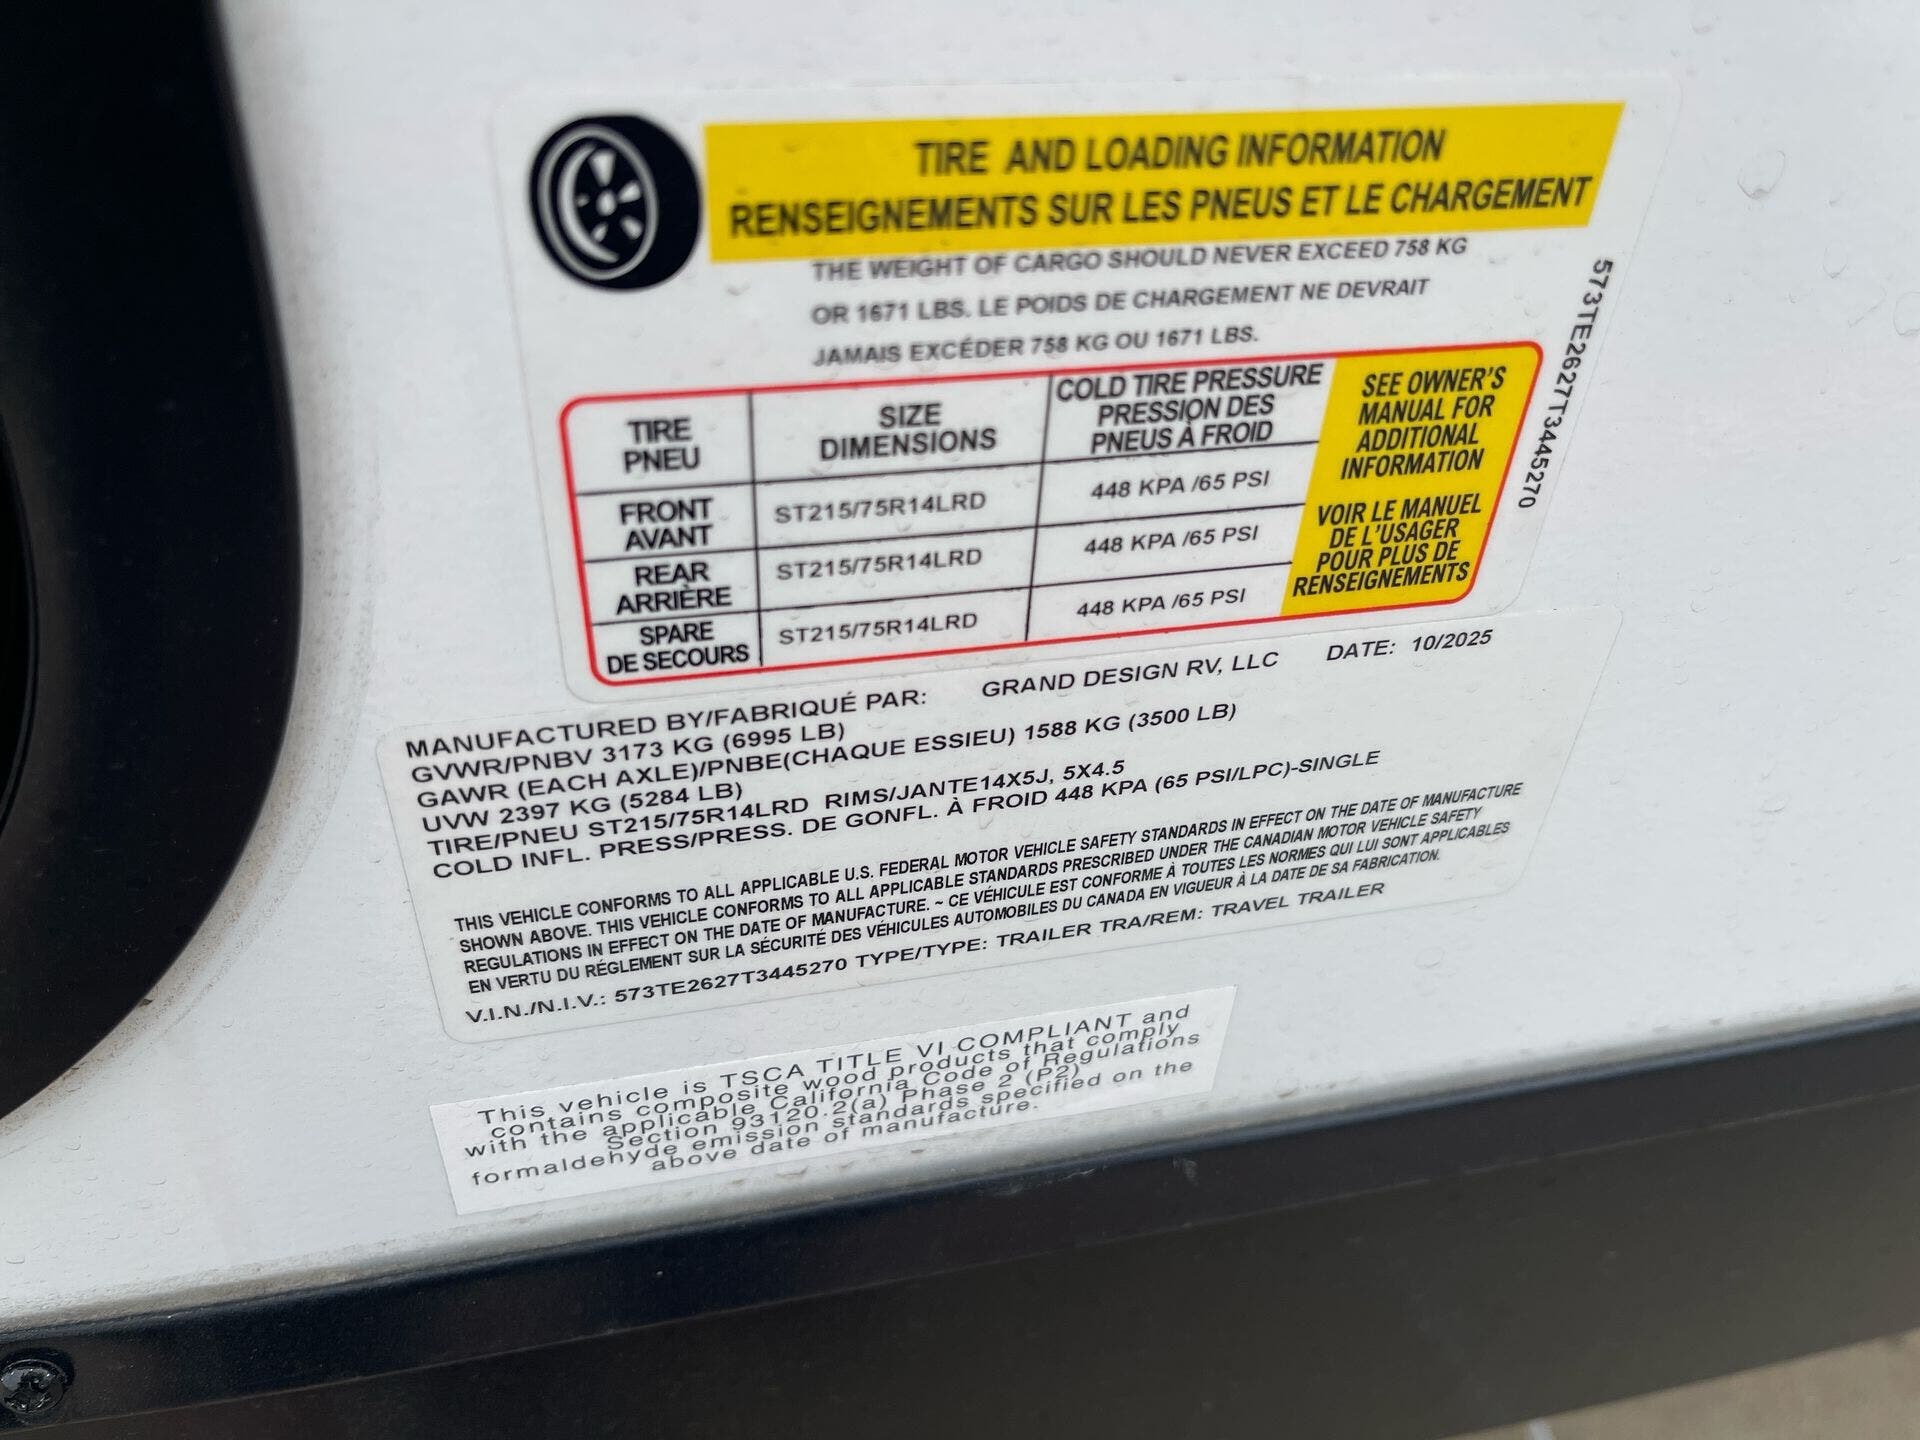 TIRE AND LOADING INFORMATION
RENSEIGNEMENTS SUR LES PNEUS ET LE CHARGEMENT
THE WEIGHT OF CARGO SHOULD NEVER EXCEED 758 KG
OR 1671 LBS. LE POIDS DE CHARGEMENT NE DEVRAIT
JAMAIS EXCÉDER 758 KG OU 1671 LBS.
TIRE
PNEU
SIZE
DIMENSIONS
COLD TIRE PRESSURE
PRESSION DES
PNEUS À FROID
FRONT
AVANT
ST215/75R14LRD
448 KPA /65 PSI
REAR
ARRIÈRE
ST215/75R14LRD
448 KPA /65 PSI
SPARE
DE SECOURS
ST215/75R14LRD
448 KPA /65 PSI
SEE OWNER'S
MANUAL FOR
ADDITIONAL
INFORMATION
VOIR LE MANUEL
DE L'USAGER
POUR PLUS DE
RENSEIGNEMENTS
573TE2627T3445270
MANUFACTURED BY/FABRIQUÉ PAR: GRAND DESIGN RV, LLC DATE: 10/2025
GVWR/PNBV 3173 KG (6995 LB)
GAWR (EACH AXLE)/PNBE(CHAQUE ESSIEU) 1588 KG (3500 LB)
UVW 2397 KG (5284 LB)
TIRE/PNEU ST215/75R14LRD RIMS/JANTE14X5J, 5X4.5
COLD INFL. PRESS/PRESS. DE GONFL. À FROID 448 KPA (65 PSI/LPC)-SINGLE
THIS VEHICLE CONFORMS TO ALL APPLICABLE U.S. FEDERAL MOTOR VEHICLE SAFETY STANDARDS IN EFFECT ON THE DATE OF MANUFACTURE
SHOWN ABOVE. THIS VEHICLE CONFORMS TO ALL APPLICABLE STANDARDS PRESCRIBED UNDER THE CANADIAN MOTOR VEHICLE SAFETY
REGULATIONS IN EFFECT ON THE DATE OF MANUFACTURE. ~ CE VÉHICULE EST CONFORME À TOUTES LES NORMES QUI LUI SONT APPLICABLES
EN VERTU DU RÉGLEMENT SUR LA SÉCURITÉ DES VÉHICULES AUTOMOBILES DU CANADA EN VIGUEUR À LA DATE DE SA FABRICATION.
V.I.N./N.I.V.: 573TE2627T3445270 TYPE/TYPE: TRAILER TRA/REM: TRAVEL TRAILER
This vehicle is TSCA TITLE VI COMPLIANT and
contains composite wood products that comply
with the applicable California Code of Regulations
Section 93120.2(a) Phase 2 (P2)
formaldehyde emission standards specified on the
above date of manufacture.